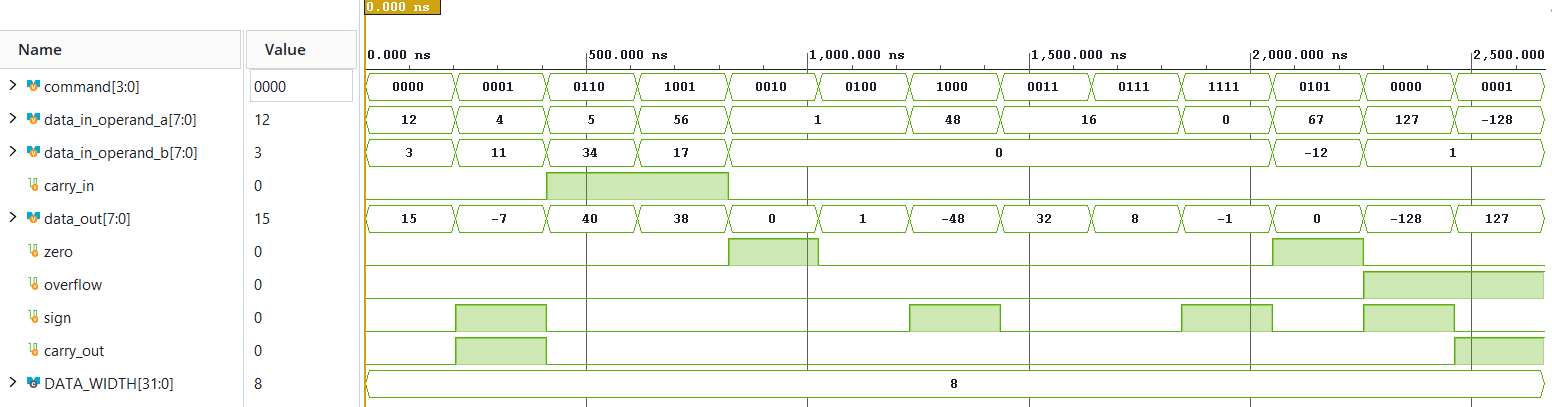 0.000 ns
Name Value 0.000 ns 500.000 ns 1,000.000 ns 1,500.000 ns 2,000.000 ns 2,500.000
command[3:0] 0000 0000 0001 0110 1001 0010 0100 1000 0011 0111 1111 0101 0000 0001
data_in_operand_a[7:0] 12 12 4 5 56 1 48 16 0 67 127 -128
data_in_operand_b[7:0] 3 3 11 34 17 0 -12 1
carry_in 0
data_out[7:0] 15 15 -7 40 38 0 1 -48 32 8 -1 0 -128 127
zero 0
overflow 0
sign 0
carry_out 0
DATA_WIDTH[31:0] 8 8